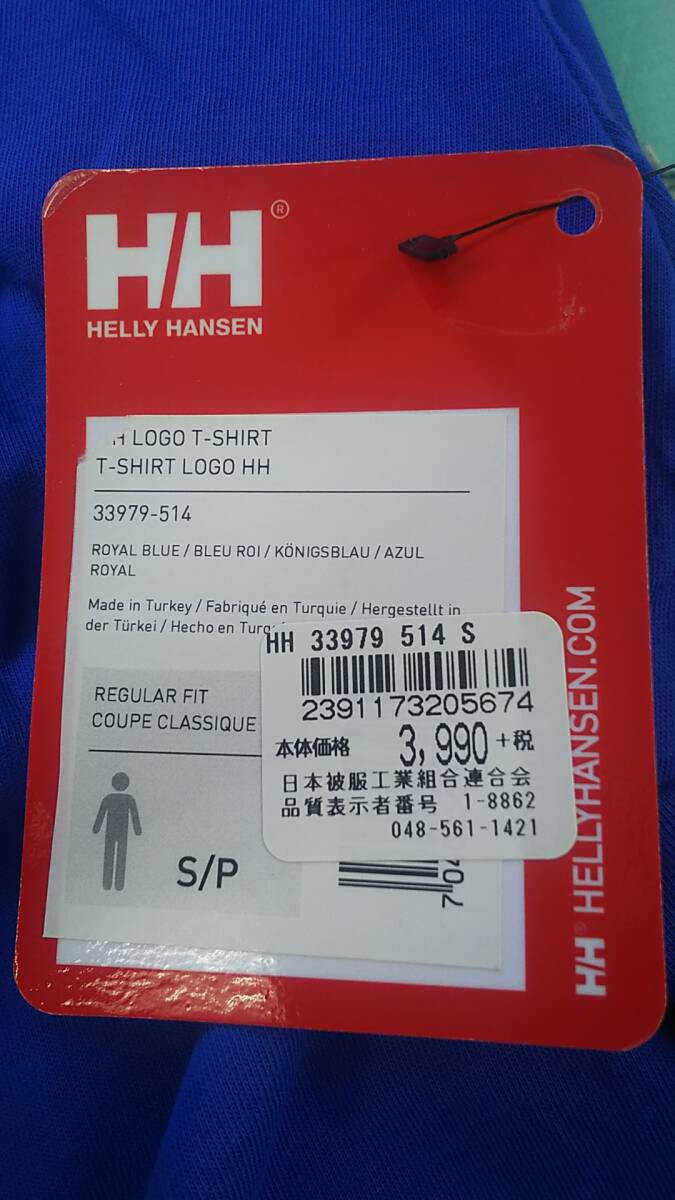 HH ®
HELLY HANSEN
H LOGO T-SHIRT
T-SHIRT LOGO HH
33979-514
ROYAL BLUE / BLEU ROI / KÖNIGSBLAU / AZUL
ROYAL
Made in Turkey / Fabriqué en Turquie / Hergestellt in
der Türkei / Hecho en
REGULAR FIT
COUPE CLASSIQUE
S/P
HH 33979 514 S
2391173205674
本体価格 3,990 +税
日本被服工業組合連合会
品質表示者番号 1-8862
048-561-1421
7
HH® HELLYHANSEN.COM